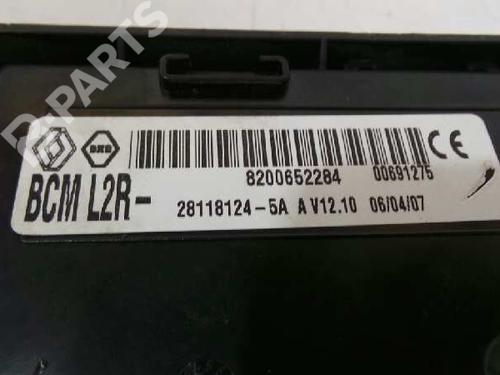 B-PARTS
8200652284 00691275
BCM L2R- 28118124-5A A V12.10 06/04/07
CE